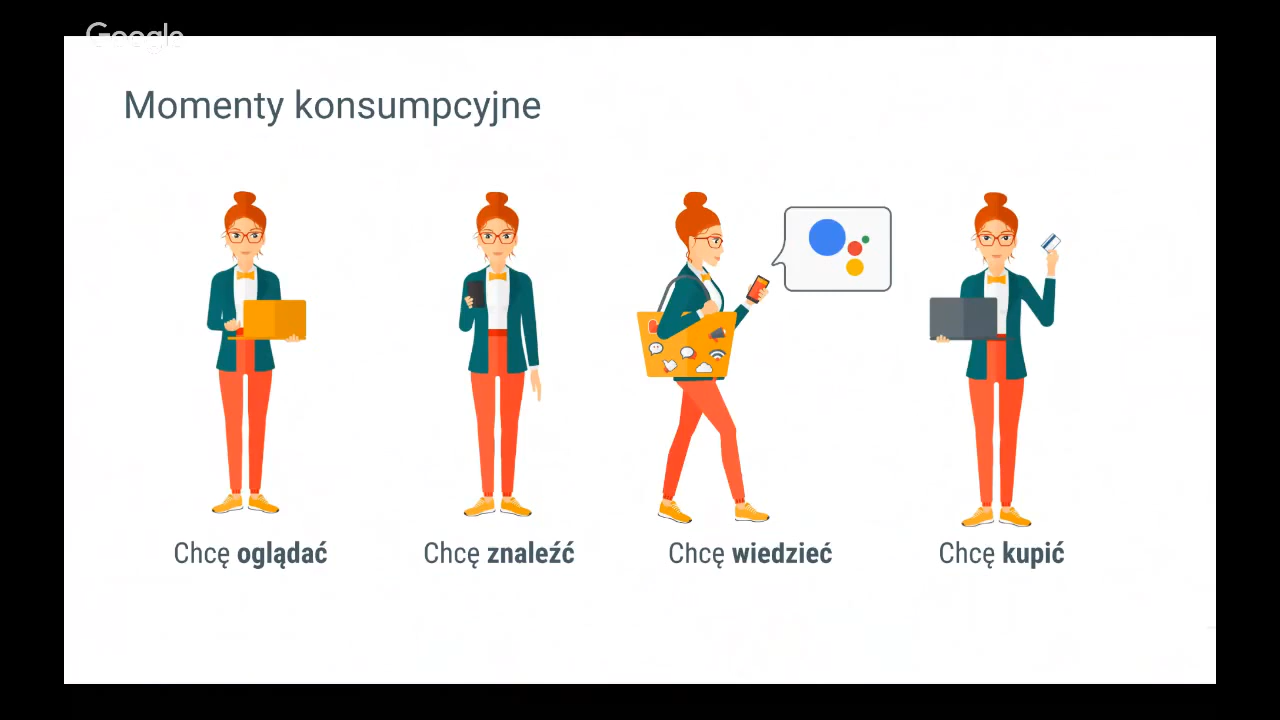 Google
Momenty konsumpcyjne
Chcę oglądać
Chcę znaleźć
Chcę wiedzieć
Chcę kupić